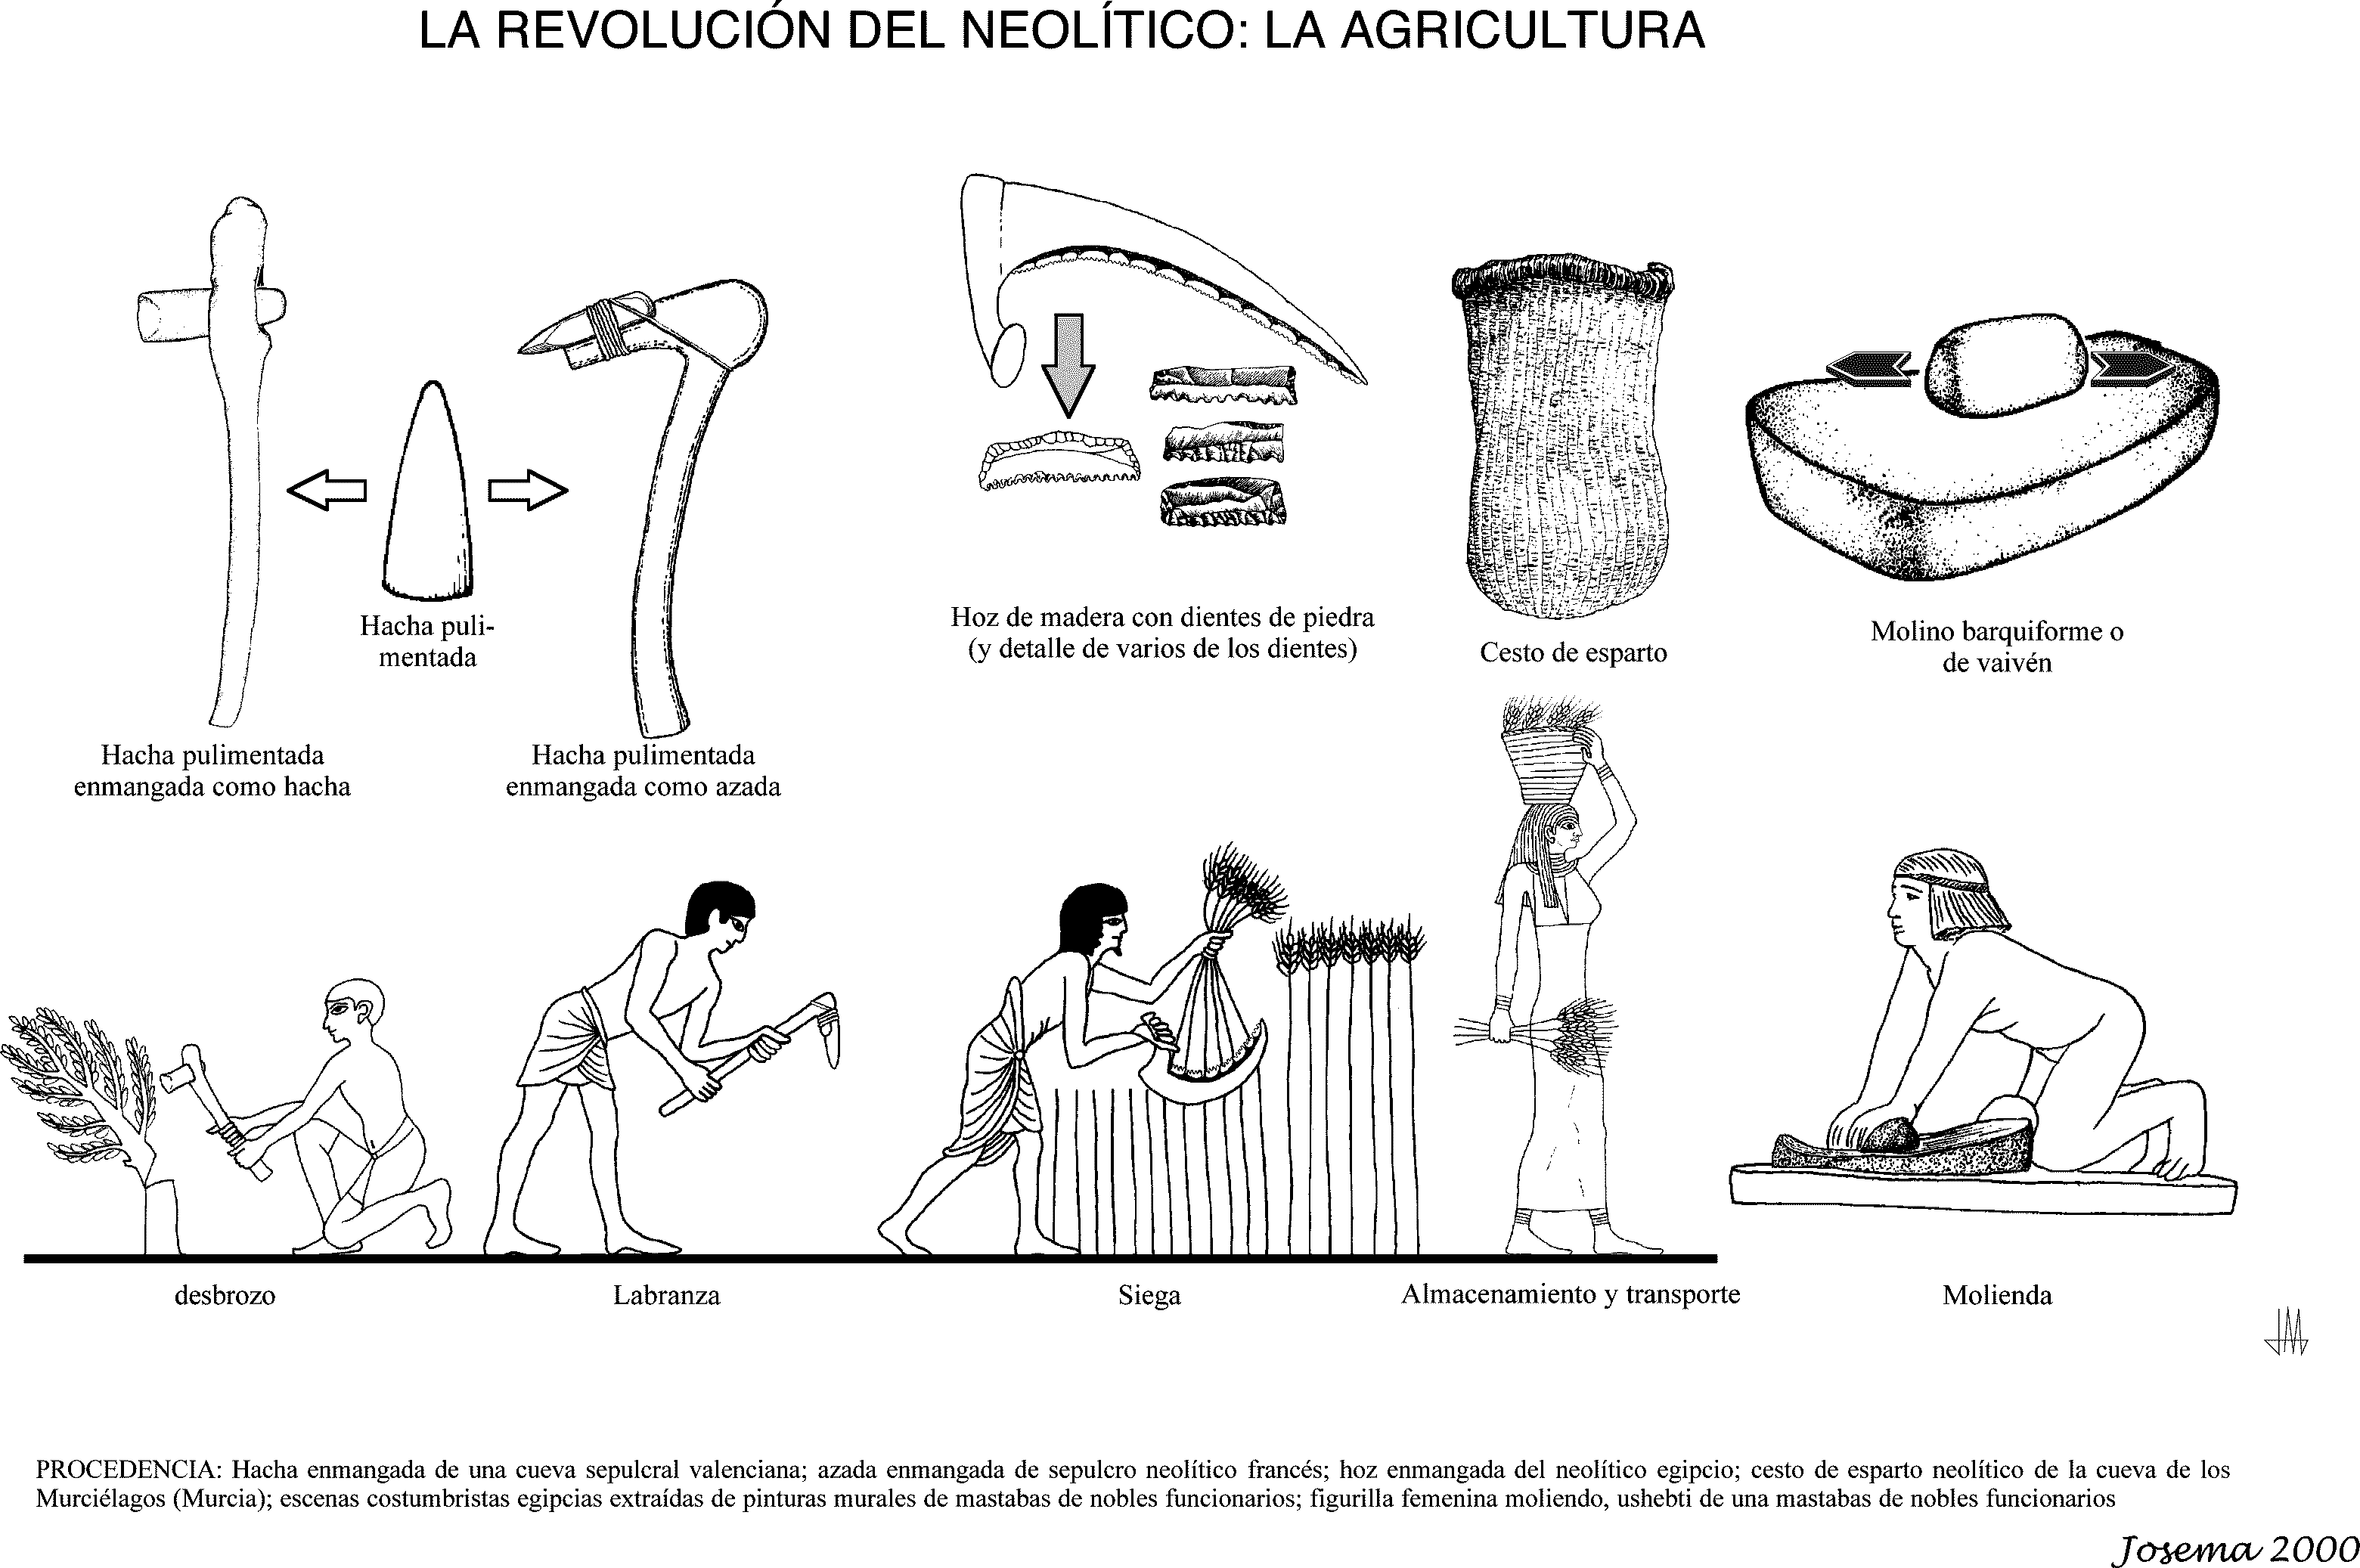 LA REVOLUCIÓN DEL NEOLÍTICO: LA AGRICULTURA
Hacha puli-
mentada
Hacha pulimentada
enmangada como hacha
Hacha pulimentada
enmangada como azada
Hoz de madera con dientes de piedra
(y detalle de varios de los dientes)
Cesto de esparto
Molino barquiforme o
de vaivén
desbrozo
Labranza
Siega
Almacenamiento y transporte
Molienda
JM
PROCEDENCIA: Hacha enmangada de una cueva sepulcral valenciana; azada enmangada de sepulcro neolítico francés; hoz enmangada del neolítico egipcio; cesto de esparto neolítico de la cueva de los
Murciélagos (Murcia); escenas costumbristas egipcias extraídas de pinturas murales de mastabas de nobles funcionarios; figurilla femenina moliendo, ushebti de una mastabas de nobles funcionarios
Josema 2000